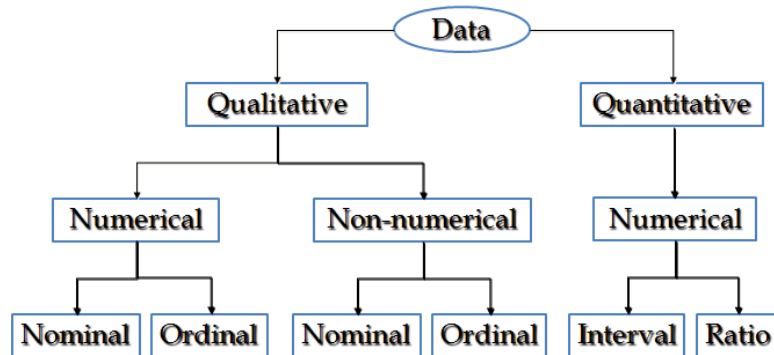 Data
Qualitative
Quantitative
Numerical
Non-numerical
Numerical
Nominal
Ordinal
Nominal
Ordinal
Interval
Ratio